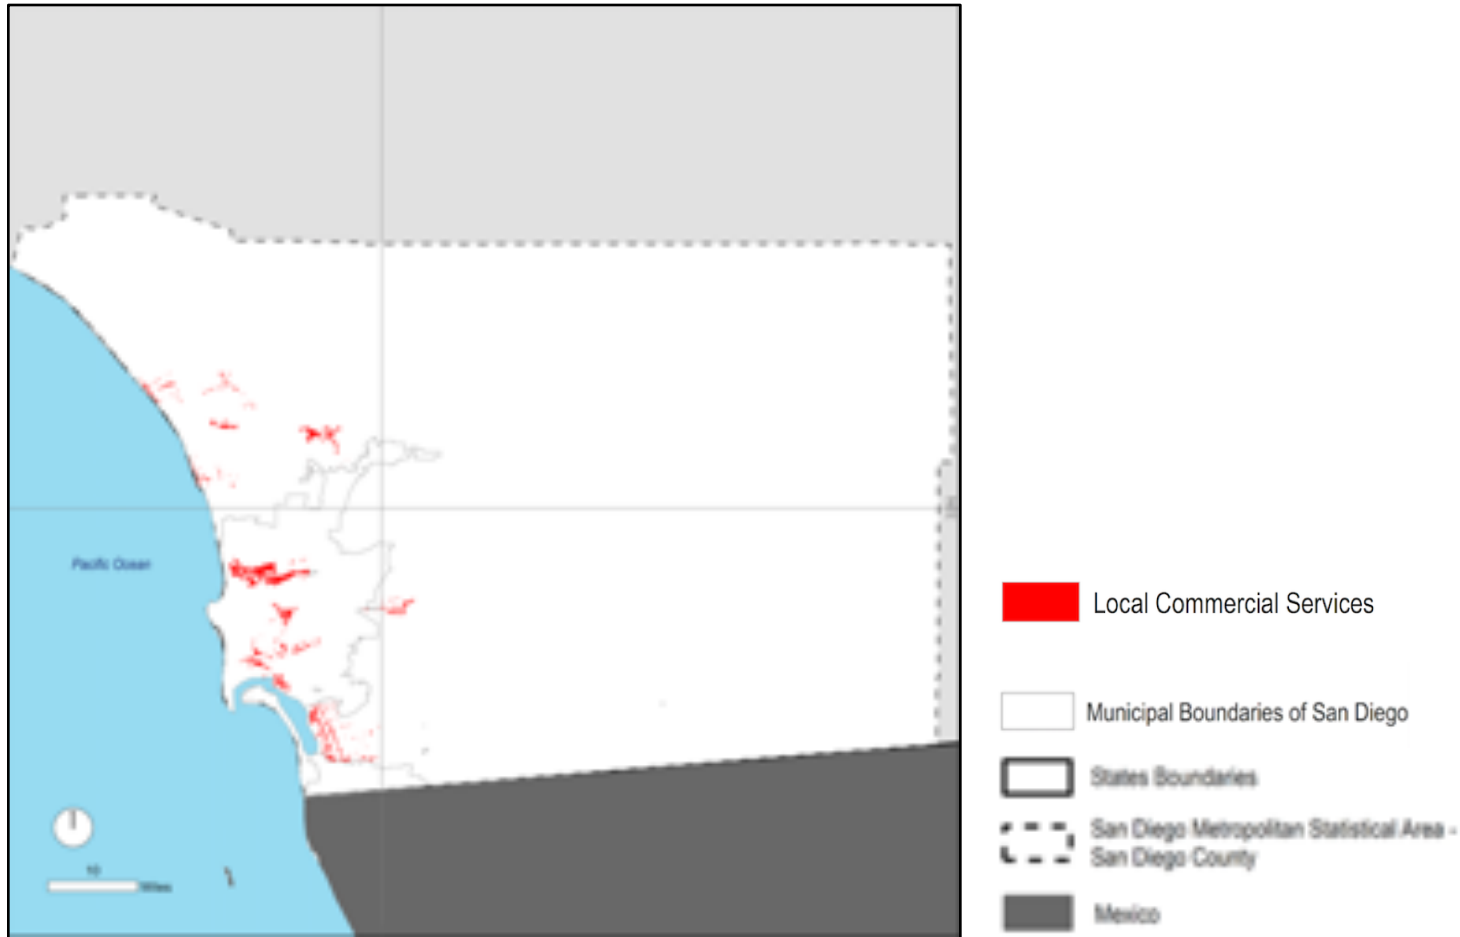 Pacific Ocean
10
Miles
Local Commercial Services
Municipal Boundaries of San Diego
States Boundaries
San Diego Metropolitan Statistical Area -
San Diego County
Mexico